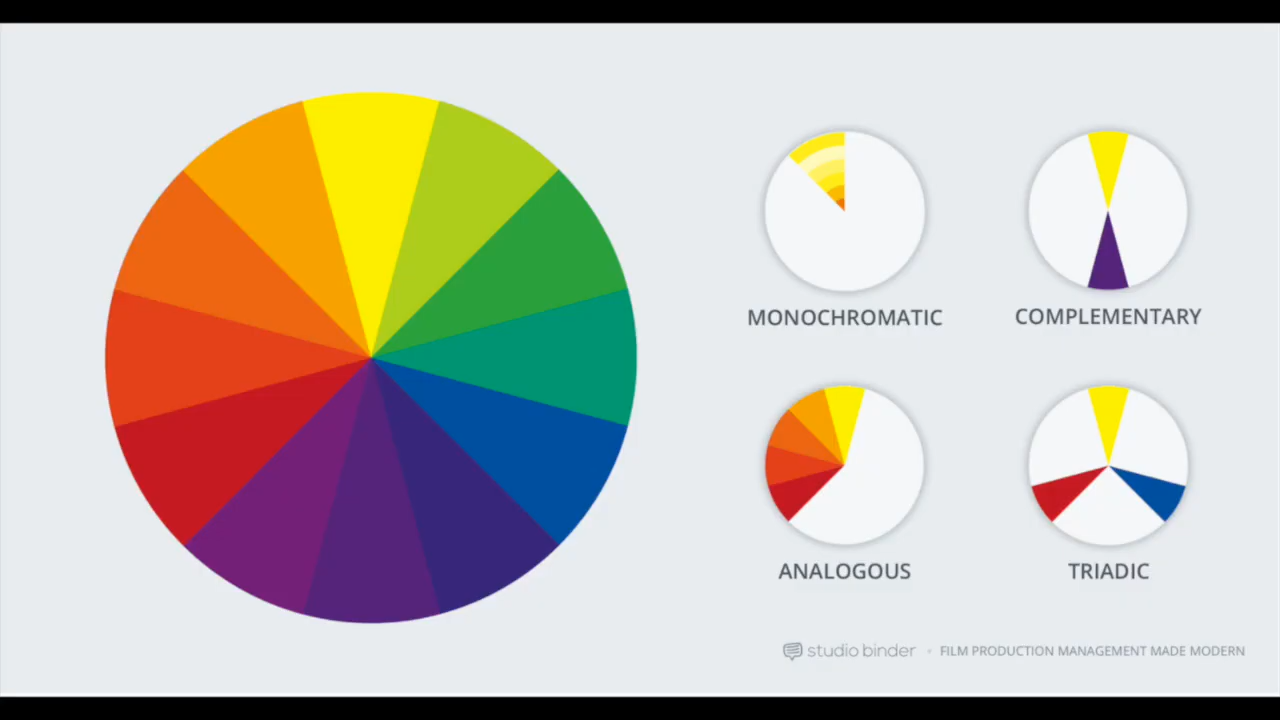 MONOCHROMATIC
COMPLEMENTARY
ANALOGOUS
TRIADIC
studio binder • FILM PRODUCTION MANAGEMENT MADE MODERN